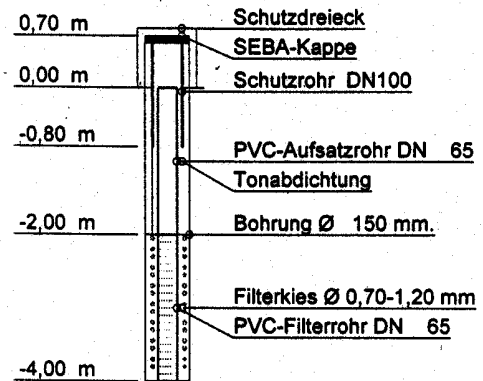 Schutzdreieck
0,70 m
SEBA-Kappe
0,00 m
Schutzrohr DN100
-0,80 m
PVC-Aufsatzrohr DN 65
Tonabdichtung
-2,00 m
Bohrung Ø 150 mm.
Filterkies Ø 0,70-1,20 mm
PVC-Filterrohr DN 65
-4,00 m